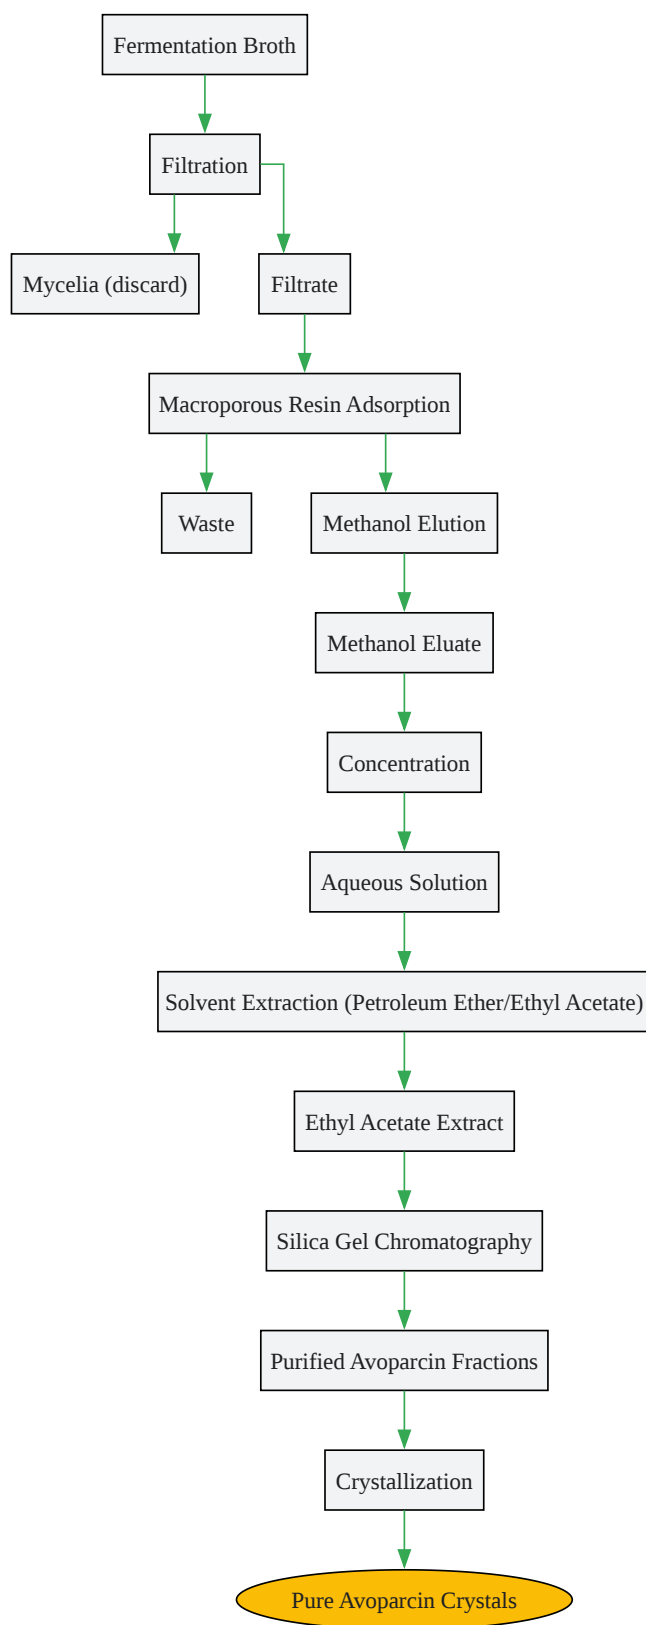 Fermentation Broth
Filtration
Mycelia (discard)
Filtrate
Macroporous Resin Adsorption
Waste
Methanol Elution
Methanol Eluate
Concentration
Aqueous Solution
Solvent Extraction (Petroleum Ether/Ethyl Acetate)
Ethyl Acetate Extract
Silica Gel Chromatography
Purified Avoparcin Fractions
Crystallization
Pure Avoparcin Crystals